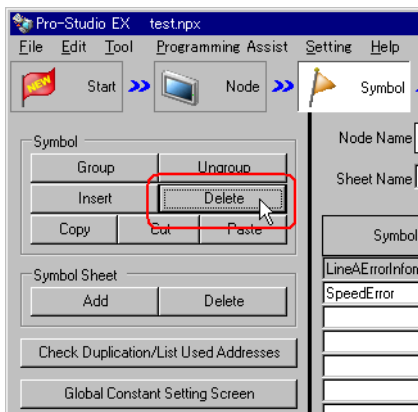 Pro-Studio EX test.npx
File Edit Tool Programming Assist Setting Help
NEW Start Node Symbol
Symbol
Group Ungroup
Insert Delete
Copy Cut Paste
Symbol Sheet
Add Delete
Check Duplication/List Used Addresses
Global Constant Setting Screen
Node Name
Sheet Name
Symbol
LineAErrorInfor
SpeedError